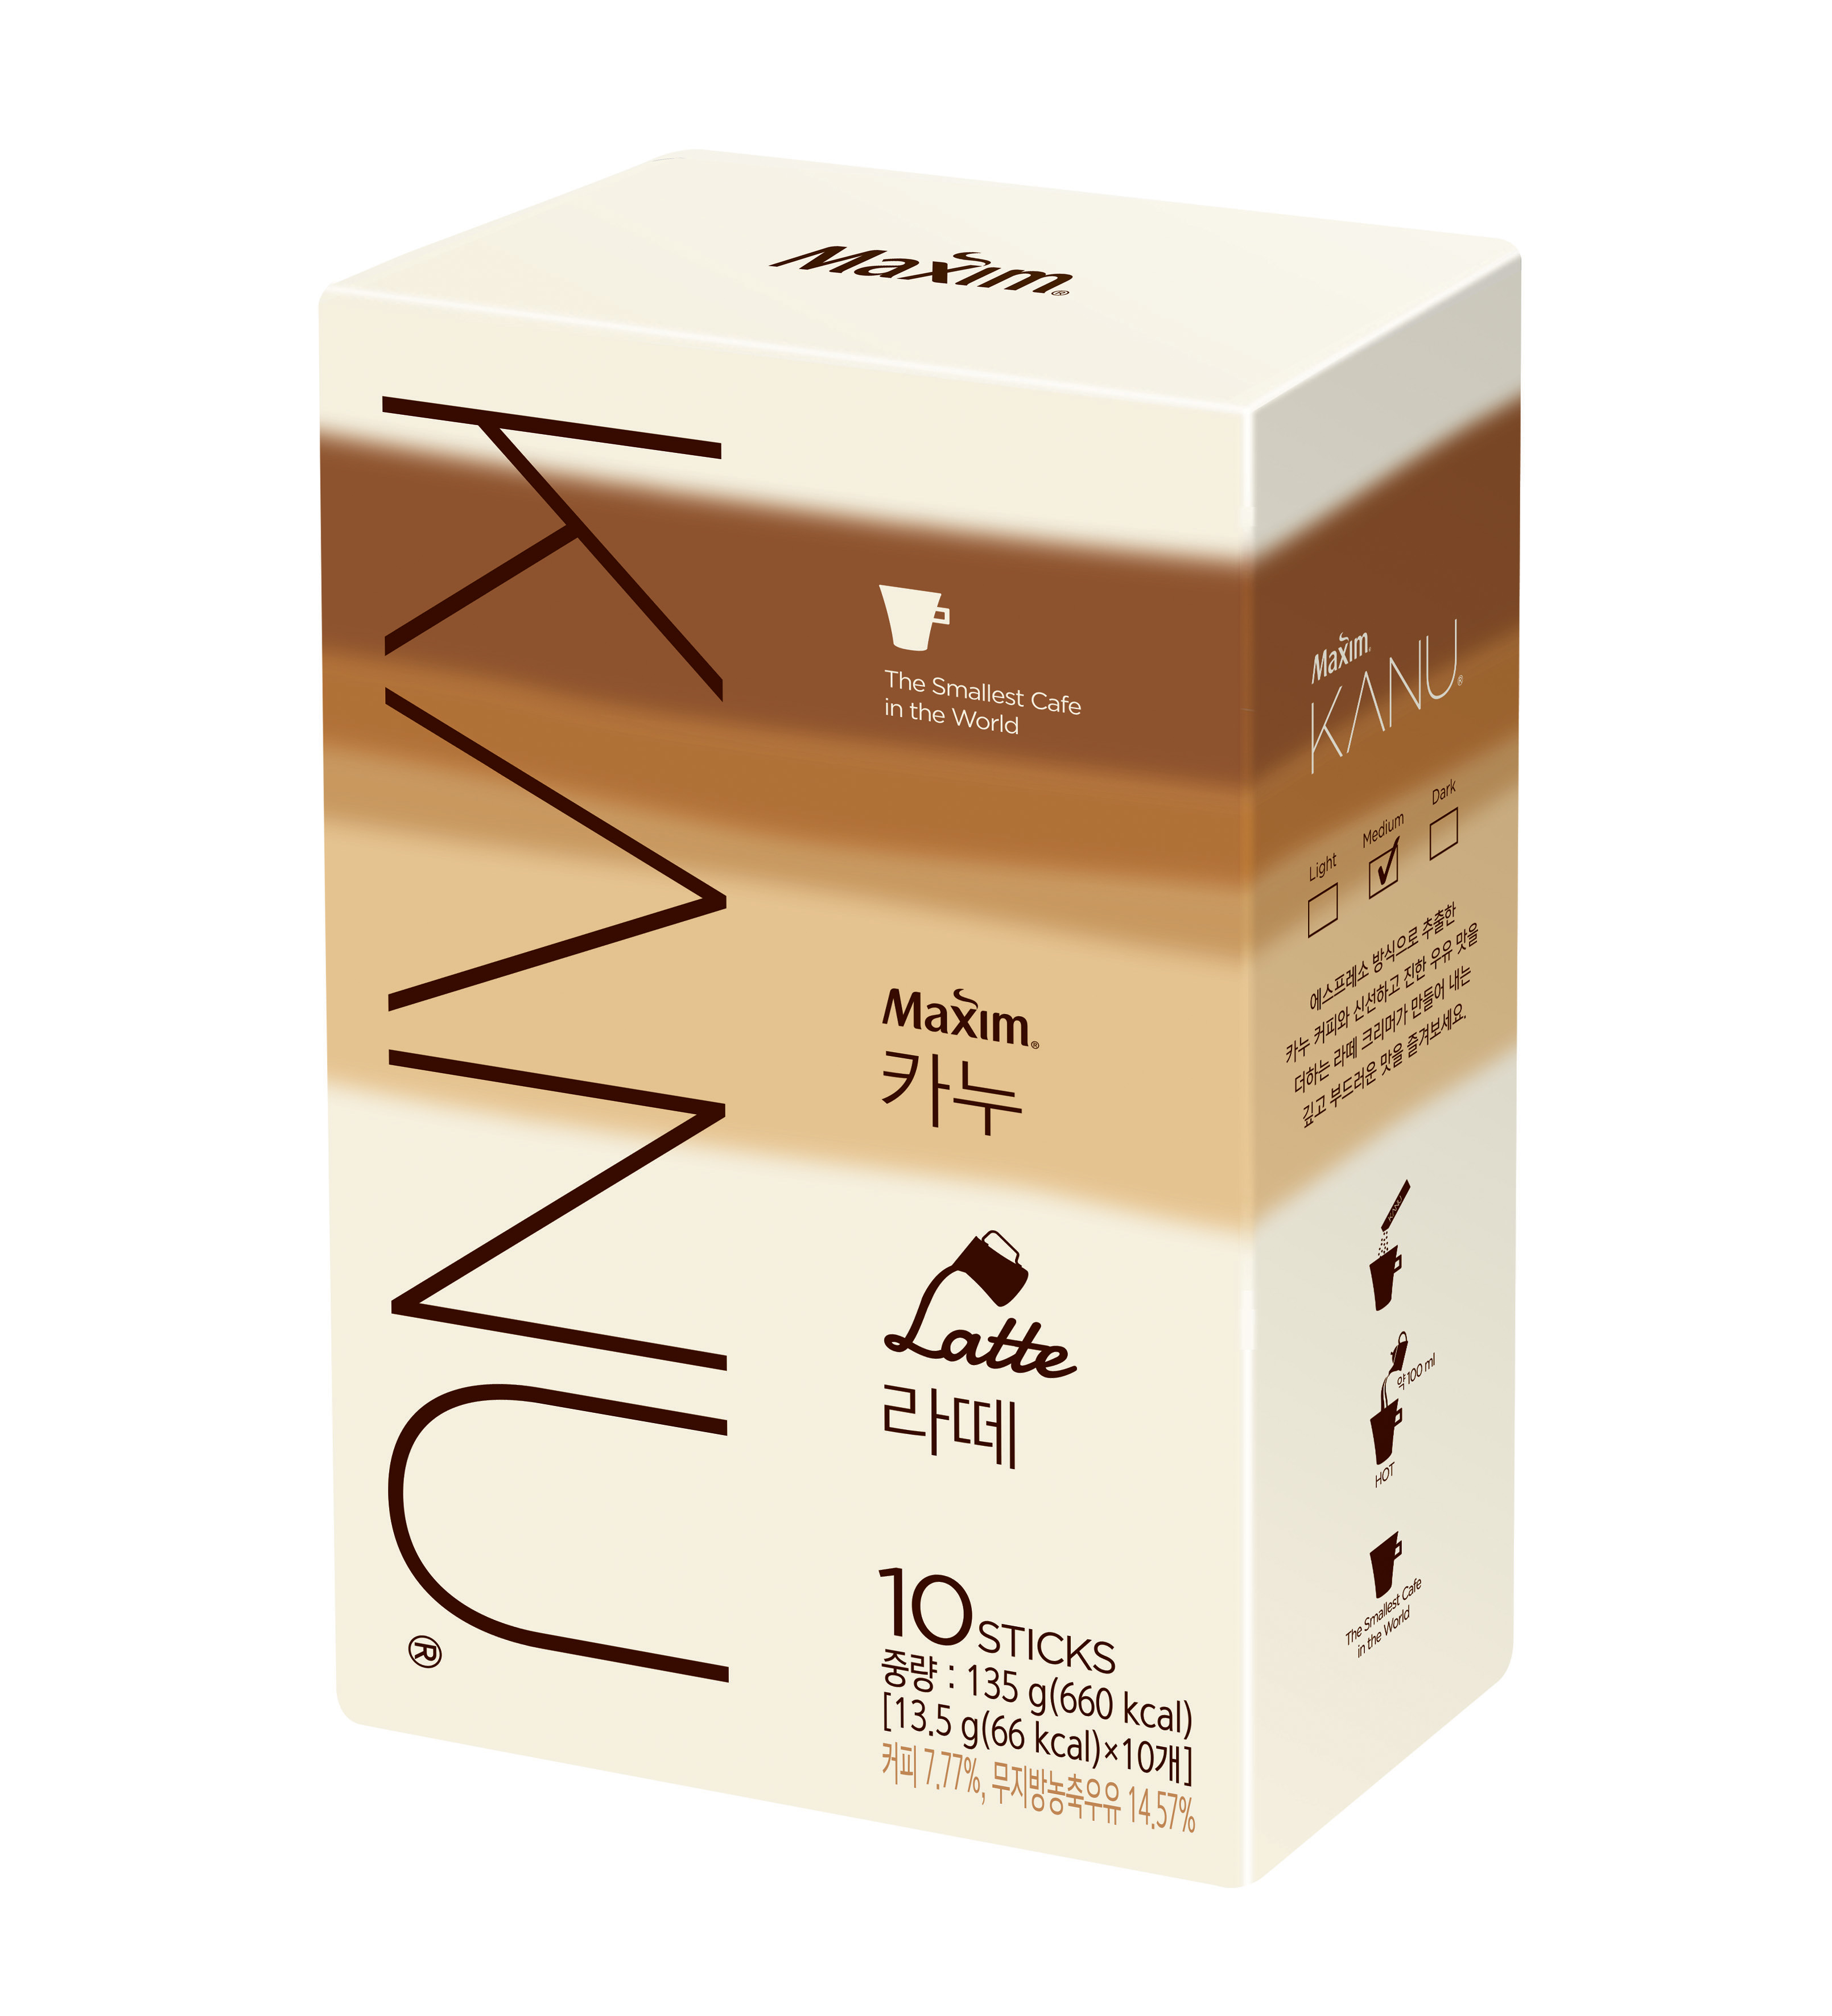 Maxim®
KANU®
The Smallest Cafe
in the World
Maxim®
카누
Latte
라떼
10 STICKS
중량 : 135 g(660 kcal)
[13.5 g(66 kcal)×10개]
커피 7.77%, 무지방농축우유 14.57%
Maxim®
KANU®
Light Medium Dark
에스프레소 방식으로 추출한
카누 커피와 신선하고 진한 우유 맛을
더하는 라떼 크리머가 만들어 내는
깊고 부드러운 맛을 즐겨보세요.
약 100 ml
HOT
The Smallest Cafe
in the World